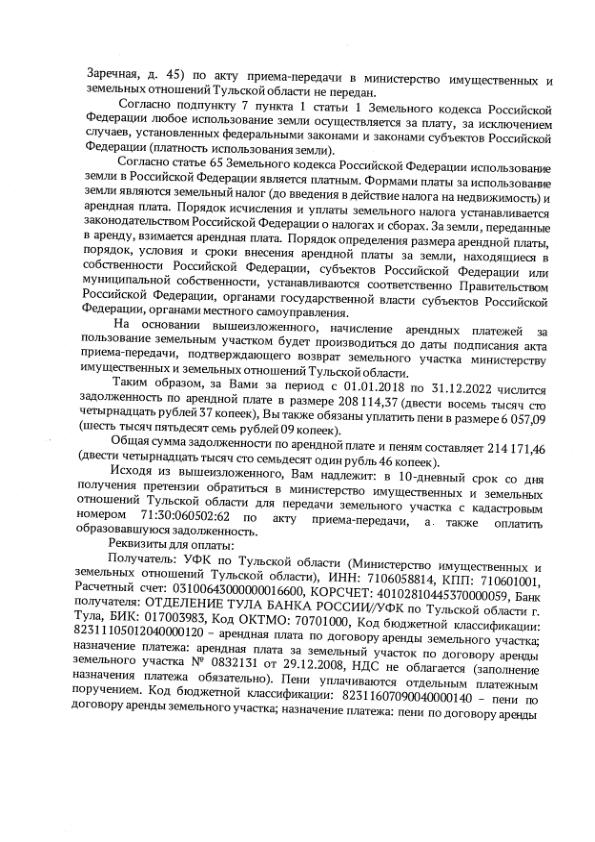 Заречная, д. 45) по акту приема-передачи в министерство имущественных и
земельных отношений Тульской области не передан.
Согласно подпункту 7 пункта 1 статьи 1 Земельного кодекса Российской
Федерации любое использование земли осуществляется за плату, за исключением
случаев, установленных федеральными законами и законами субъектов Российской
Федерации (платность использования земли).
Согласно статье 65 Земельного кодекса Российской Федерации использование
земли в Российской Федерации является платным. Формами платы за использование
земли являются земельный налог (до введения в действие налога на недвижимость) и
арендная плата. Порядок исчисления и уплаты земельного налога устанавливается
законодательством Российской Федерации о налогах и сборах. За земли, переданные
в аренду, взимается арендная плата. Порядок определения размера арендной платы,
порядок, условия и сроки внесения арендной платы за земли, находящиеся в
собственности Российской Федерации, субъектов Российской Федерации или
муниципальной собственности, устанавливаются соответственно Правительством
Российской Федерации, органами государственной власти субъектов Российской
Федерации, органами местного самоуправления.
На основании вышеизложенного, начисление арендных платежей за
пользование земельным участком будет производиться до даты подписания акта
приема-передачи, подтверждающего возврат земельного участка министерству
имущественных и земельных отношений Тульской области.
Таким образом, за Вами за период с 01.01.2018 по 31.12.2022 числится
задолженность по арендной плате в размере 208 114,37 (двести восемь тысяч сто
четырнадцать рублей 37 копеек), Вы также обязаны уплатить пени в размере 6 057,09
(шесть тысяч пятьдесят семь рублей 09 копеек).
Общая сумма задолженности по арендной плате и пеням составляет 214 171,46
(двести четырнадцать тысяч сто семьдесят один рубль 46 копеек).
Исходя из вышеизложенного, Вам надлежит: в 10-дневный срок со дня
получения претензии обратиться в министерство имущественных и земельных
отношений Тульской области для передачи земельного участка с кадастровым
номером 71:30:060502:62 по акту приема-передачи, а также оплатить
образовавшуюся задолженность.
Реквизиты для оплаты:
Получатель: УФК по Тульской области (Министерство имущественных и
земельных отношений Тульской области), ИНН: 7106058814, КПП: 710601001,
Расчетный счет: 03100643000000016600, КОРСЧЕТ: 40102810445370000059, Банк
получателя: ОТДЕЛЕНИЕ ТУЛА БАНКА РОССИИ//УФК по Тульской области г.
Тула, БИК: 017003983, Код ОКТМО: 70701000, Код бюджетной классификации:
82311105012040000120 – арендная плата по договору аренды земельного участка;
назначение платежа: арендная плата за земельный участок по договору аренды
земельного участка № 0832131 от 29.12.2008, НДС не облагается (заполнение
назначения платежа обязательно). Пени уплачиваются отдельным платежным
поручением. Код бюджетной классификации: 82311607090040000140 – пени по
договору аренды земельного участка; назначение платежа: пени по договору аренды